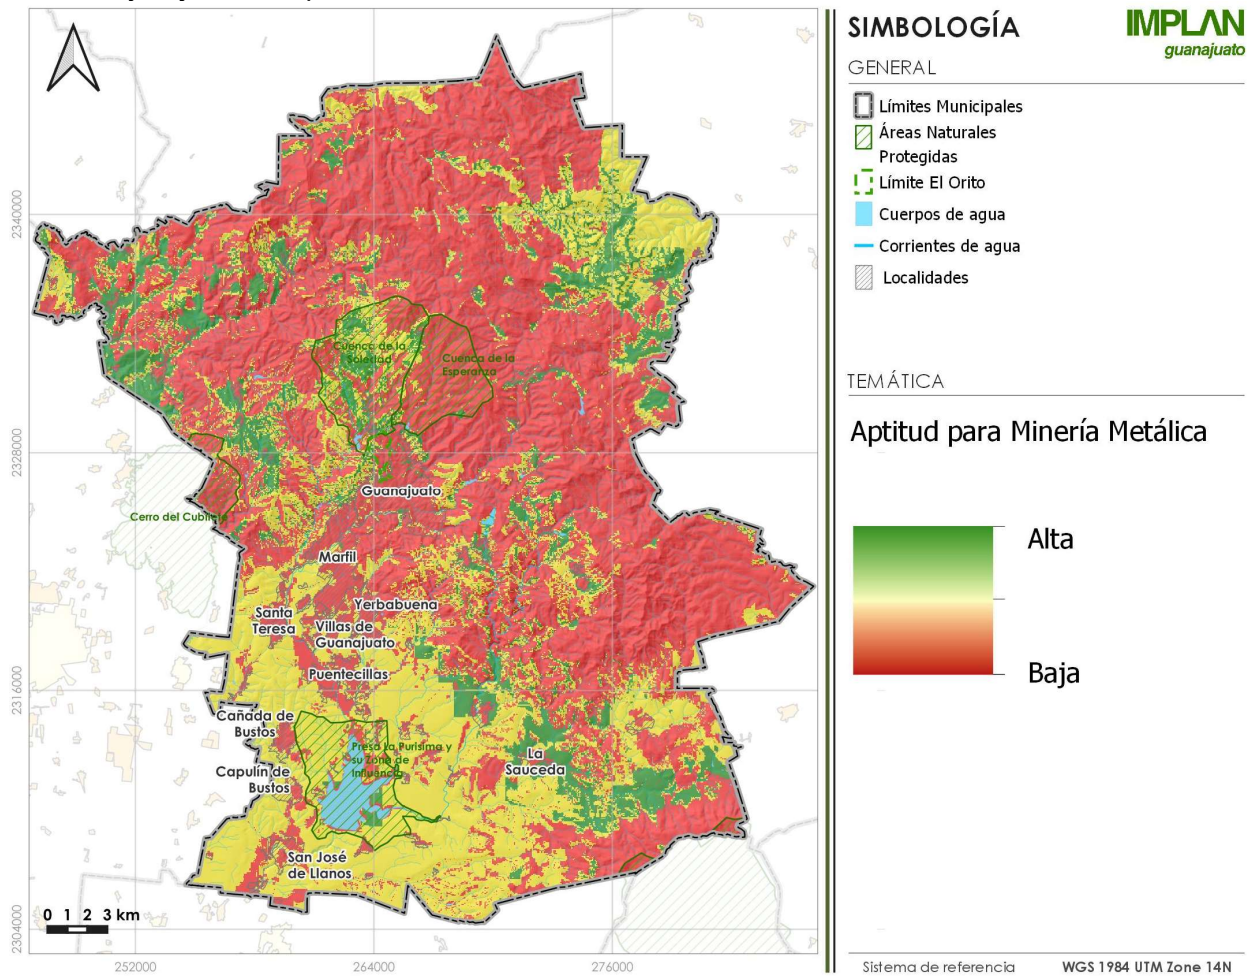 2340000
2328000
2316000
2304000
Cuenca de la
Soledad
Cuenca de la
Esperanza
Guanajuato
Cerro del Cubilete
Marfil
Yerbabuena
Santa
Teresa
Villas de
Guanajuato
Puentecillas
Cañada de
Bustos
Presa La Purisima y
su Zona de
Influencia
La
Sauceda
Capulín de
Bustos
San José
de Llanos
0 1 2 3 km
252000
264000
276000
SIMBOLOGÍA
IMPLAN
guanajuato
GENERAL
Límites Municipales
Áreas Naturales
Protegidas
Límite El Orito
Cuerpos de agua
Corrientes de agua
Localidades
TEMÁTICA
Aptitud para Minería Metálica
Alta
Baja
Sistema de referencia
WGS 1984 UTM Zone 14N